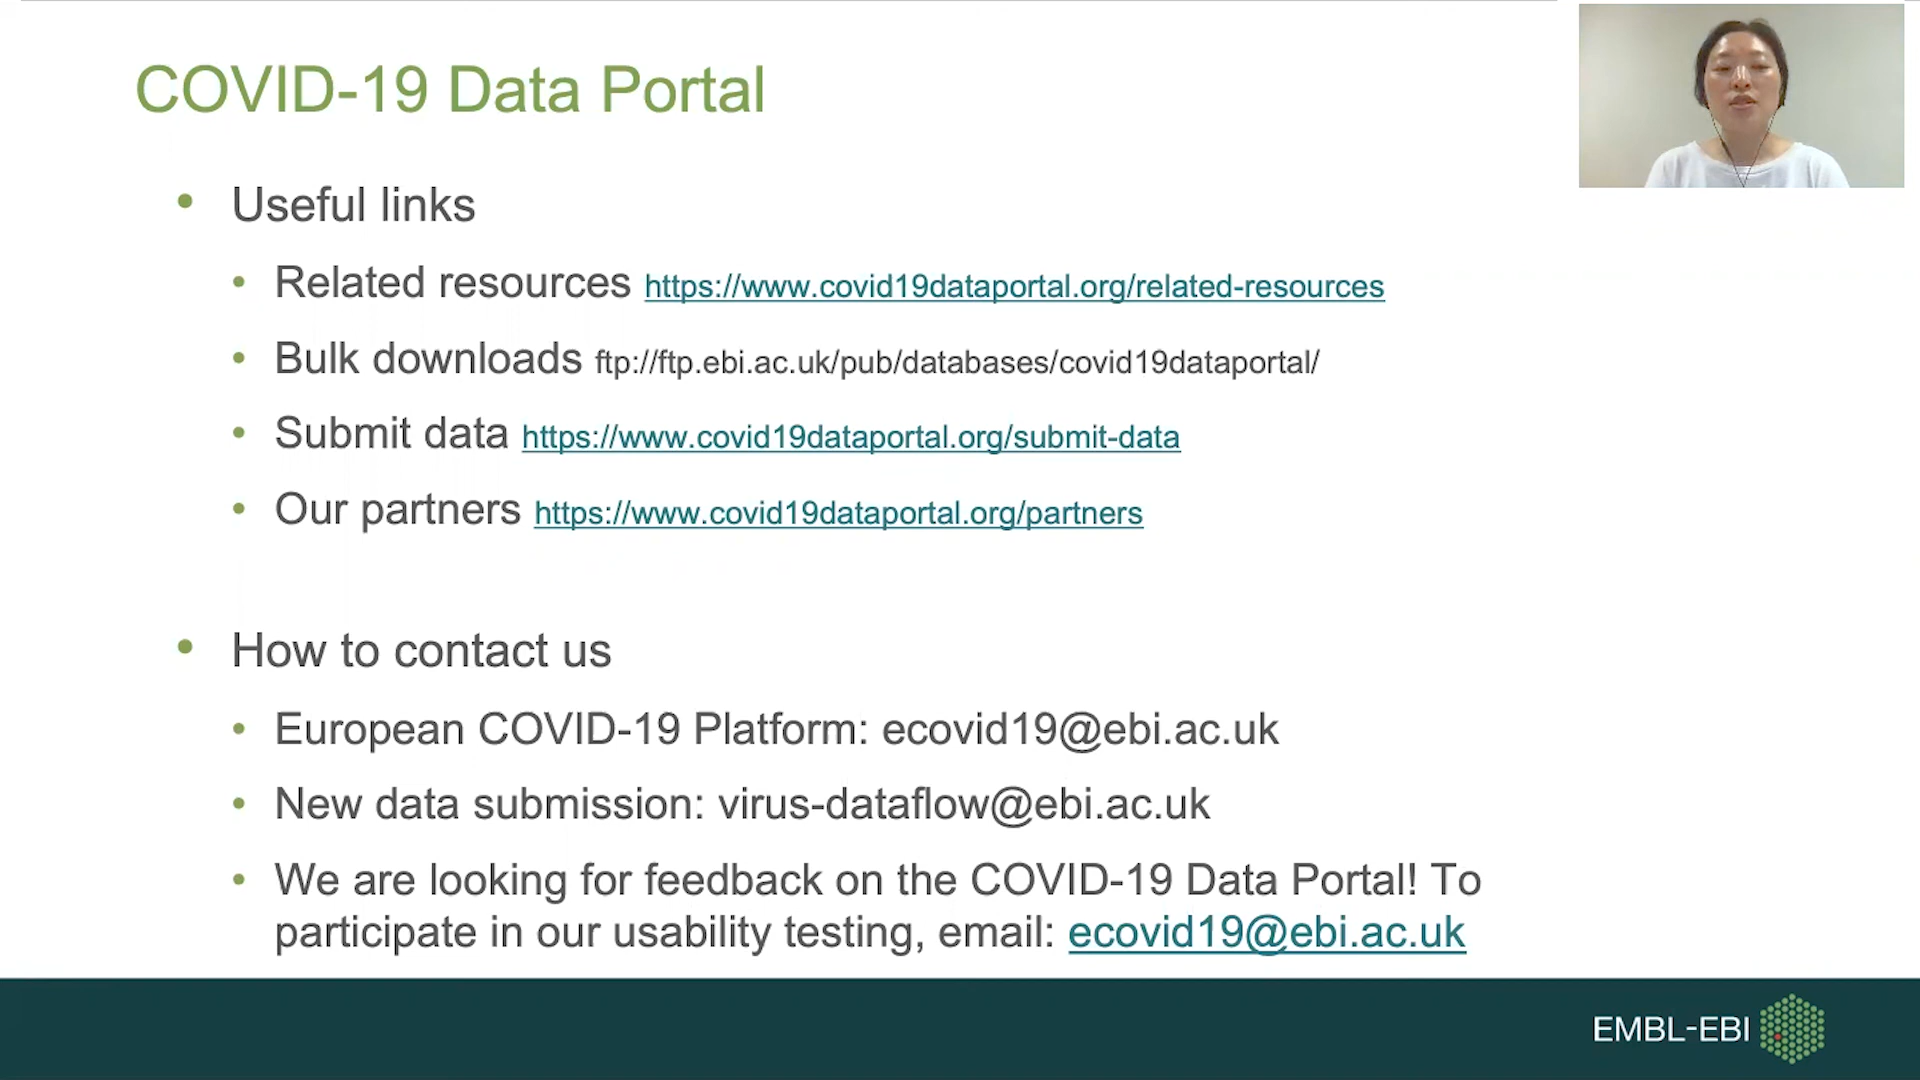 COVID-19 Data Portal
• Useful links
• Related resources https://www.covid19dataportal.org/related-resources
• Bulk downloads ftp://ftp.ebi.ac.uk/pub/databases/covid19dataportal/
• Submit data https://www.covid19dataportal.org/submit-data
• Our partners https://www.covid19dataportal.org/partners
• How to contact us
• European COVID-19 Platform: ecovid19@ebi.ac.uk
• New data submission: virus-dataflow@ebi.ac.uk
• We are looking for feedback on the COVID-19 Data Portal! To
participate in our usability testing, email: ecovid19@ebi.ac.uk
EMBL-EBI